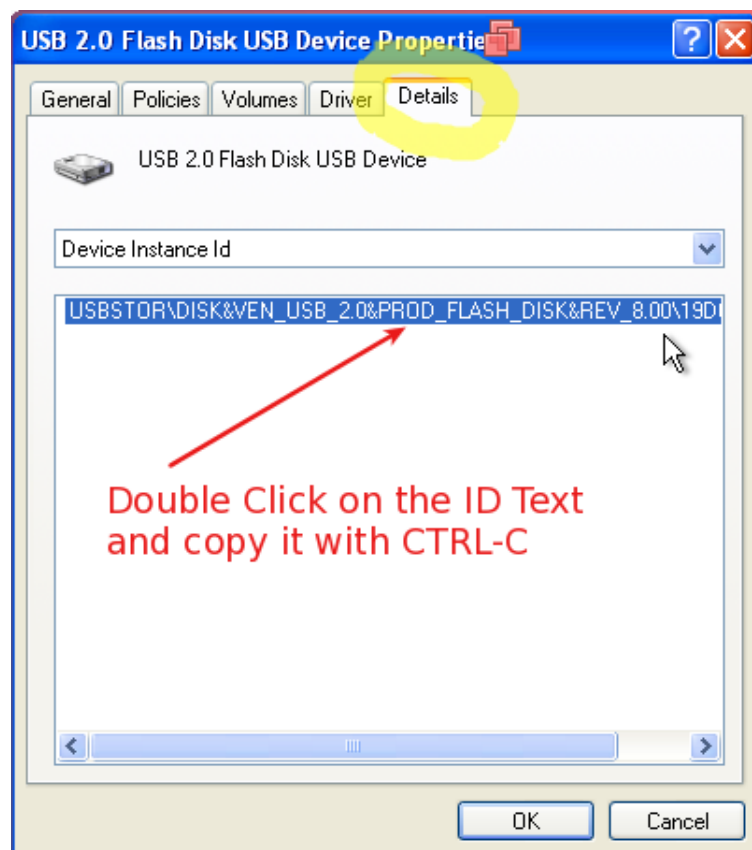 USB 2.0 Flash Disk USB Device Propertie
General Policies Volumes Driver Details
USB 2.0 Flash Disk USB Device
Device Instance Id
USBSTOR\DISK&VEN_USB_2.0&PROD_FLASH_DISK&REV_8.00\19D
Double Click on the ID Text
and copy it with CTRL-C
OK Cancel